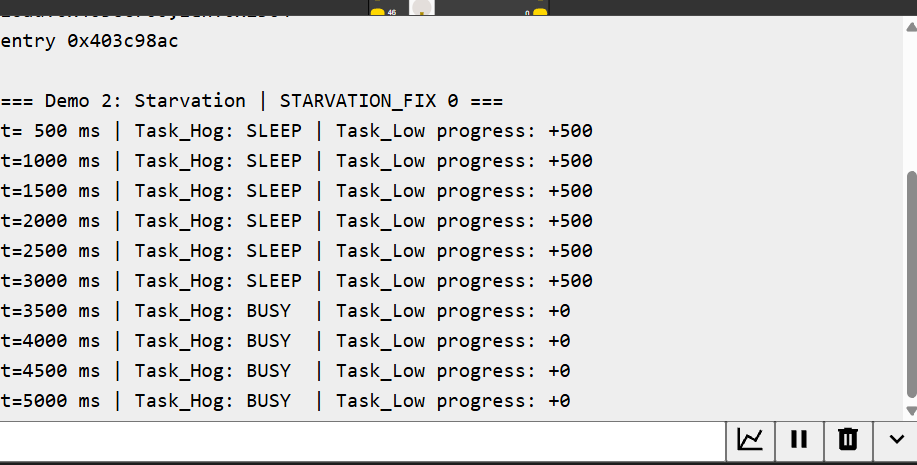 46 0
entry 0x403c98ac
=== Demo 2: Starvation | STARVATION_FIX 0 ===
t= 500 ms | Task_Hog: SLEEP | Task_Low progress: +500
t=1000 ms | Task_Hog: SLEEP | Task_Low progress: +500
t=1500 ms | Task_Hog: SLEEP | Task_Low progress: +500
t=2000 ms | Task_Hog: SLEEP | Task_Low progress: +500
t=2500 ms | Task_Hog: SLEEP | Task_Low progress: +500
t=3000 ms | Task_Hog: SLEEP | Task_Low progress: +500
t=3500 ms | Task_Hog: BUSY  | Task_Low progress: +0
t=4000 ms | Task_Hog: BUSY  | Task_Low progress: +0
t=4500 ms | Task_Hog: BUSY  | Task_Low progress: +0
t=5000 ms | Task_Hog: BUSY  | Task_Low progress: +0